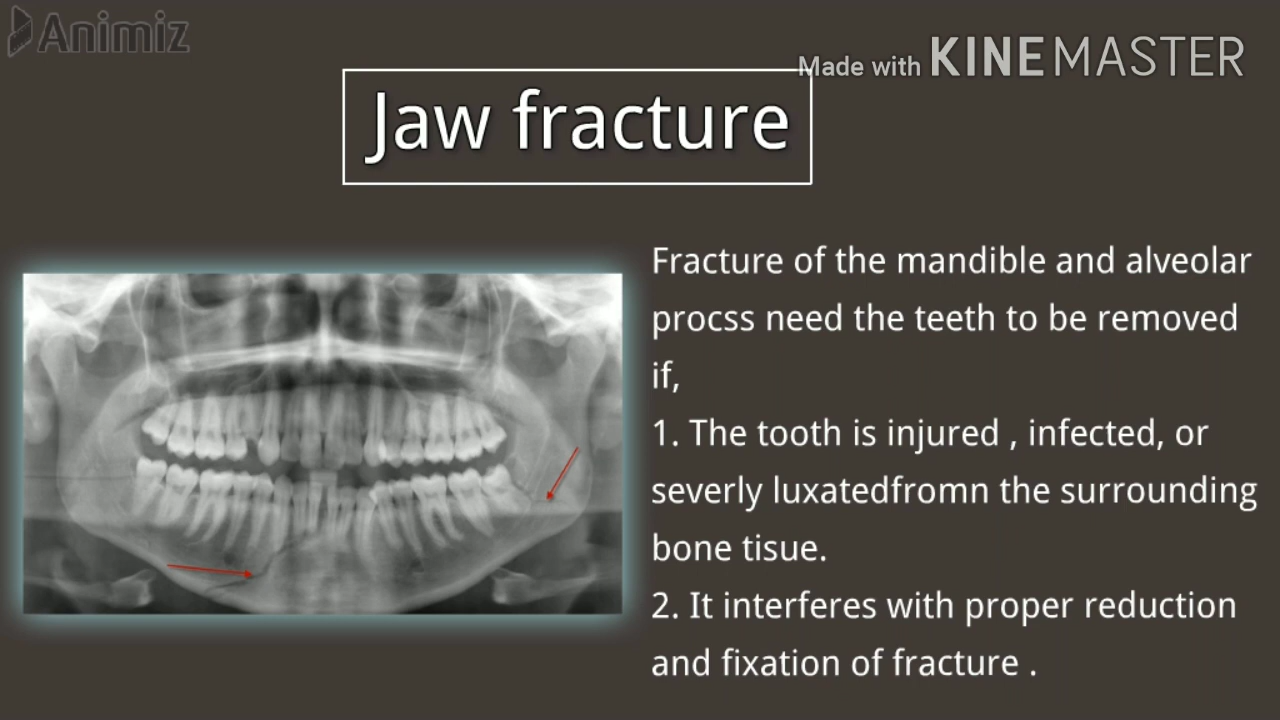 Animiz
Made with KINEMASTER
Jaw fracture
Fracture of the mandible and alveolar
procss need the teeth to be removed
if,
1. The tooth is injured , infected, or
severly luxatedfromn the surrounding
bone tisue.
2. It interferes with proper reduction
and fixation of fracture .